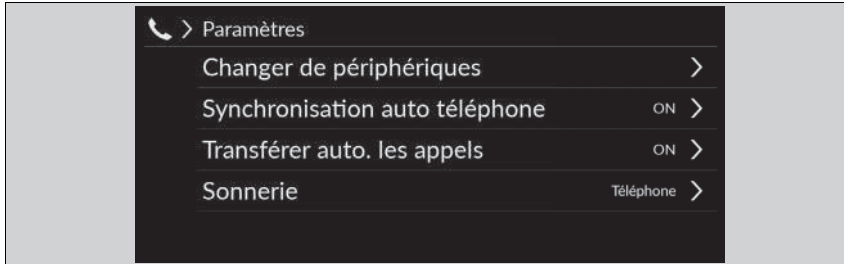 Paramètres
Changer de périphériques
Synchronisation auto téléphone ON
Transférer auto. les appels ON
Sonnerie Téléphone